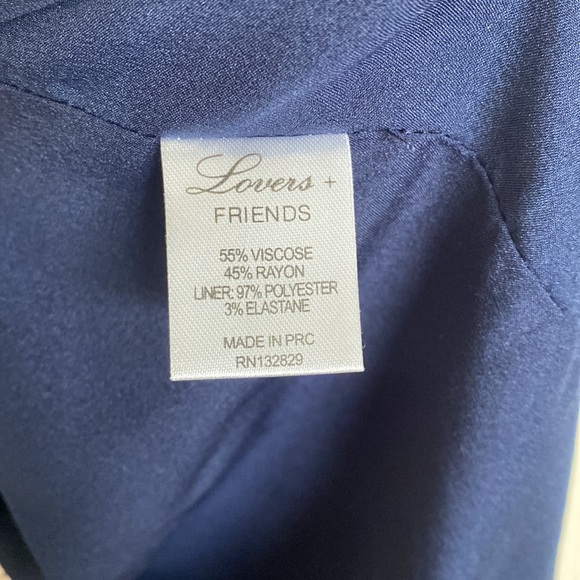 Lovers +
FRIENDS
55% VISCOSE
45% RAYON
LINER: 97% POLYESTER
3% ELASTANE
MADE IN PRC
RN132829